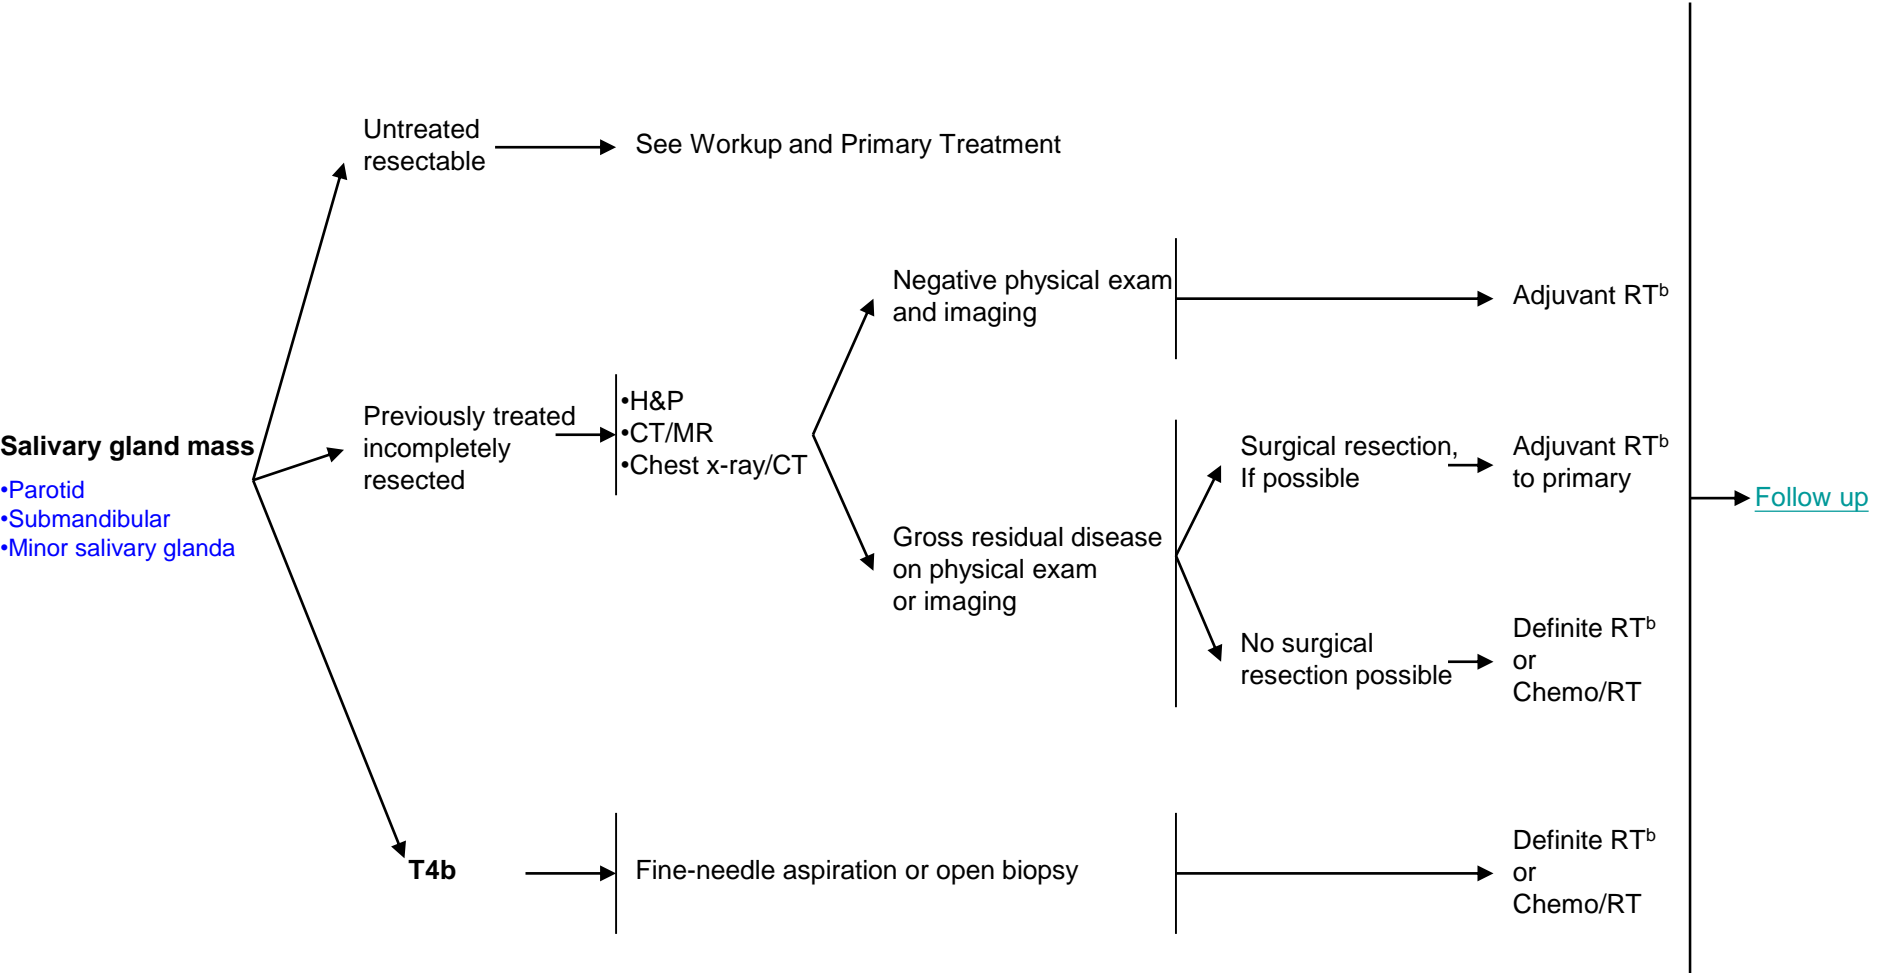 Salivary gland mass
•Parotid
•Submandibular
•Minor salivary glanda
Untreated
resectable
See Workup and Primary Treatment
Previously treated
incompletely
resected
•H&P
•CT/MR
•Chest x-ray/CT
Negative physical exam
and imaging
Adjuvant RTᵇ
Gross residual disease
on physical exam
or imaging
Surgical resection,
If possible
Adjuvant RTᵇ
to primary
No surgical
resection possible
Definite RTᵇ
or
Chemo/RT
T4b
Fine-needle aspiration or open biopsy
Definite RTᵇ
or
Chemo/RT
Follow up